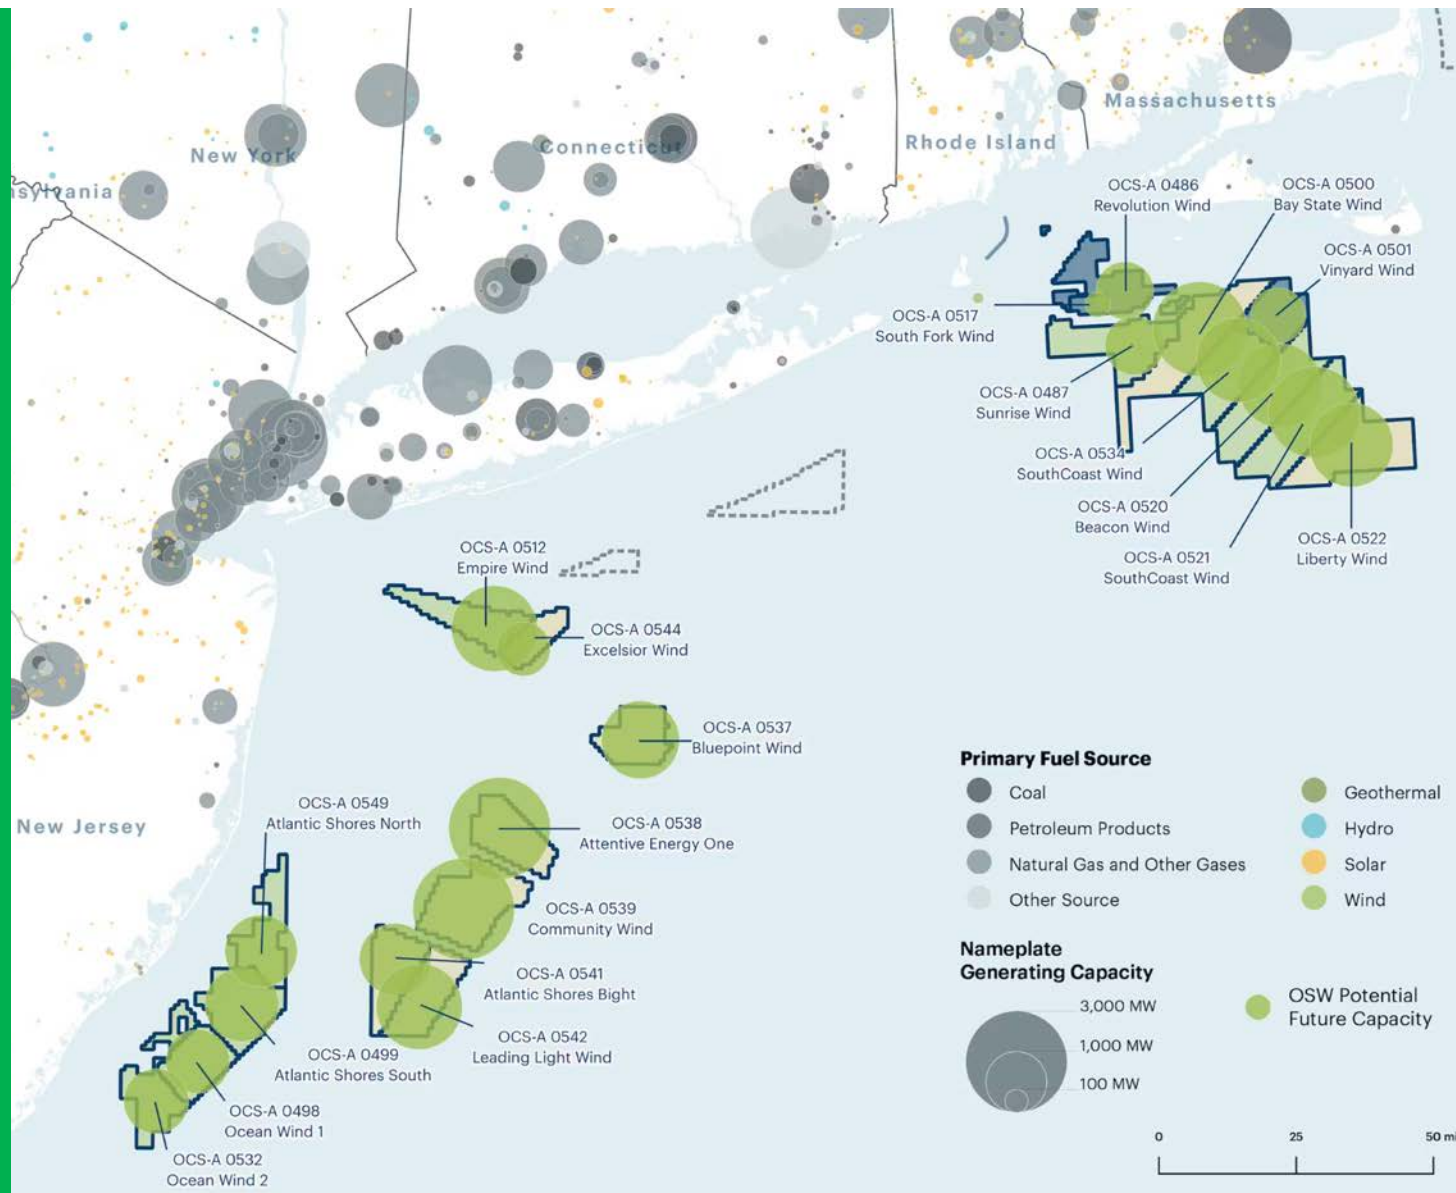 Massachusetts
Rhode Island
Connecticut
New York
nsylvania
New Jersey
OCS-A 0486
Revolution Wind
OCS-A 0500
Bay State Wind
OCS-A 0501
Vinyard Wind
OCS-A 0517
South Fork Wind
OCS-A 0487
Sunrise Wind
OCS-A 0534
SouthCoast Wind
OCS-A 0520
Beacon Wind
OCS-A 0521
SouthCoast Wind
OCS-A 0522
Liberty Wind
OCS-A 0512
Empire Wind
OCS-A 0544
Excelsior Wind
OCS-A 0537
Bluepoint Wind
OCS-A 0549
Atlantic Shores North
OCS-A 0538
Attentive Energy One
OCS-A 0539
Community Wind
OCS-A 0541
Atlantic Shores Bight
OCS-A 0542
Leading Light Wind
OCS-A 0499
Atlantic Shores South
OCS-A 0498
Ocean Wind 1
OCS-A 0532
Ocean Wind 2
Primary Fuel Source
Coal
Petroleum Products
Natural Gas and Other Gases
Other Source
Geothermal
Hydro
Solar
Wind
Nameplate
Generating Capacity
3,000 MW
1,000 MW
100 MW
OSW Potential
Future Capacity
0 25 50 mi